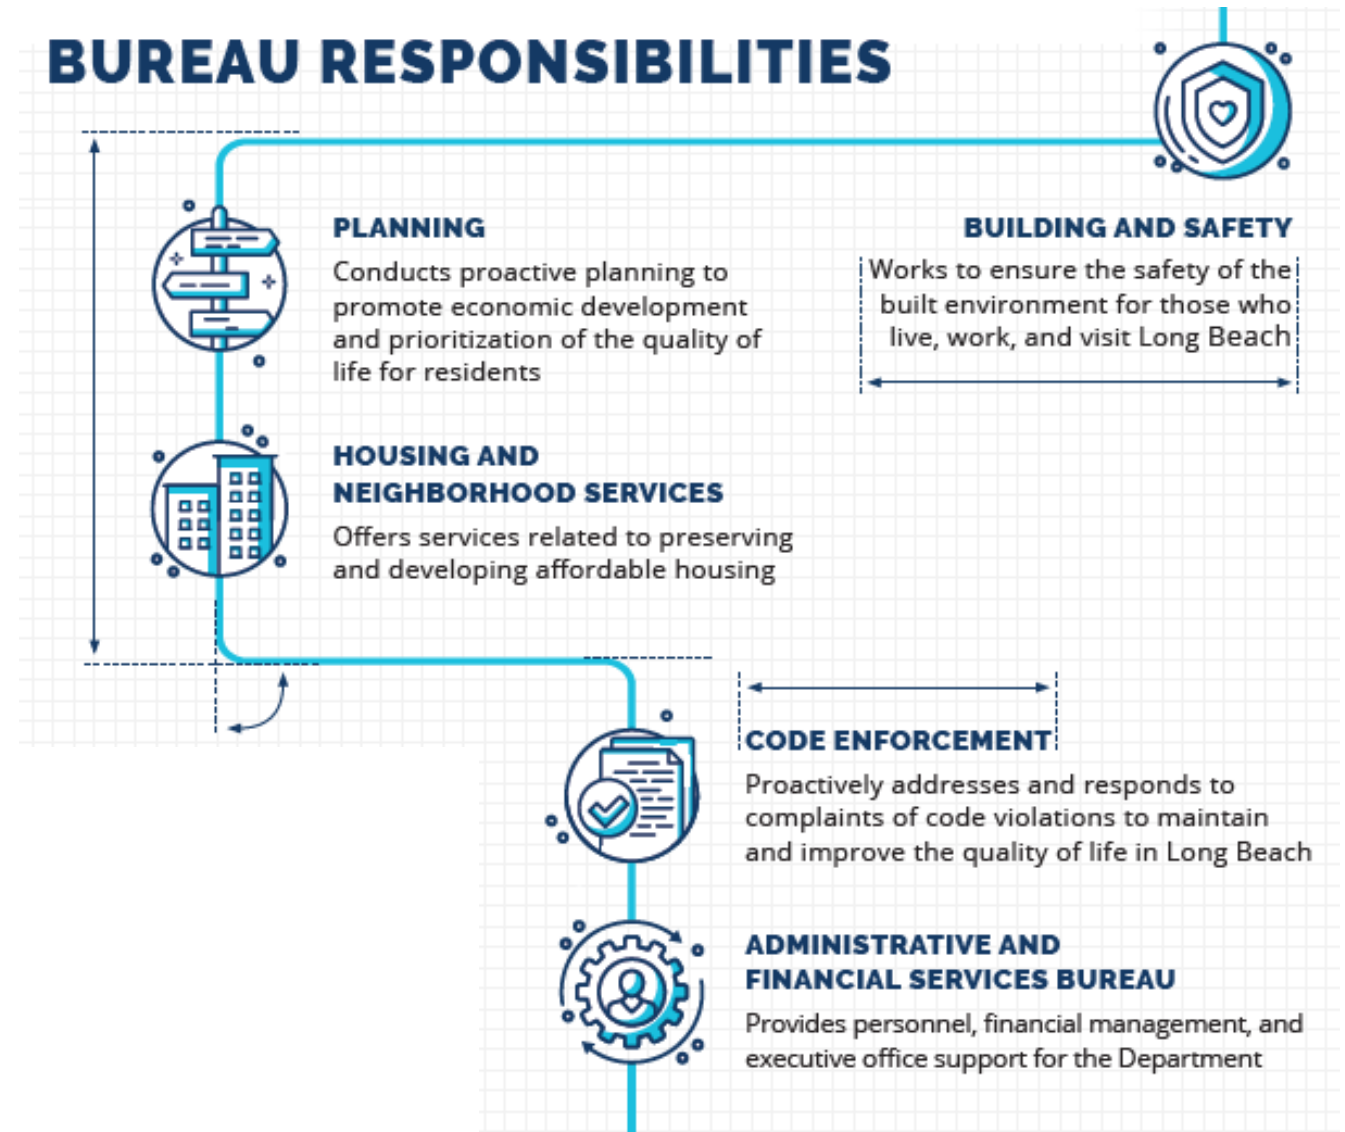 BUREAU RESPONSIBILITIES
PLANNING
Conducts proactive planning to
promote economic development
and prioritization of the quality of
life for residents
BUILDING AND SAFETY
Works to ensure the safety of the
built environment for those who
live, work, and visit Long Beach
HOUSING AND
NEIGHBORHOOD SERVICES
Offers services related to preserving
and developing affordable housing
CODE ENFORCEMENT
Proactively addresses and responds to
complaints of code violations to maintain
and improve the quality of life in Long Beach
ADMINISTRATIVE AND
FINANCIAL SERVICES BUREAU
Provides personnel, financial management, and
executive office support for the Department